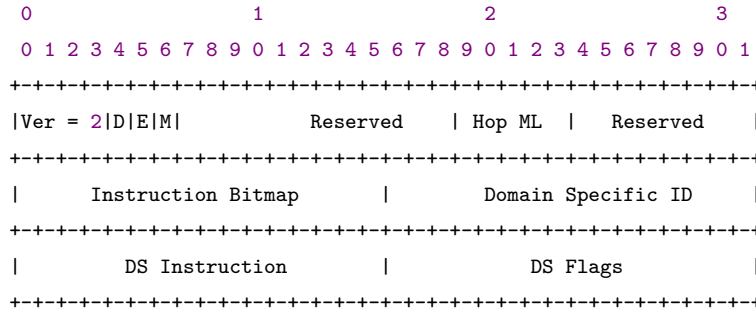 0                   1                   2                   3
0 1 2 3 4 5 6 7 8 9 0 1 2 3 4 5 6 7 8 9 0 1 2 3 4 5 6 7 8 9 0 1
+-+-+-+-+-+-+-+-+-+-+-+-+-+-+-+-+-+-+-+-+-+-+-+-+-+-+-+-+-+-+-+-+
|Ver = 2|D|E|M|           Reserved    | Hop ML  |   Reserved    |
+-+-+-+-+-+-+-+-+-+-+-+-+-+-+-+-+-+-+-+-+-+-+-+-+-+-+-+-+-+-+-+-+
|      Instruction Bitmap       |        Domain Specific ID     |
+-+-+-+-+-+-+-+-+-+-+-+-+-+-+-+-+-+-+-+-+-+-+-+-+-+-+-+-+-+-+-+-+
|         DS Instruction        |            DS Flags           |
+-+-+-+-+-+-+-+-+-+-+-+-+-+-+-+-+-+-+-+-+-+-+-+-+-+-+-+-+-+-+-+-+